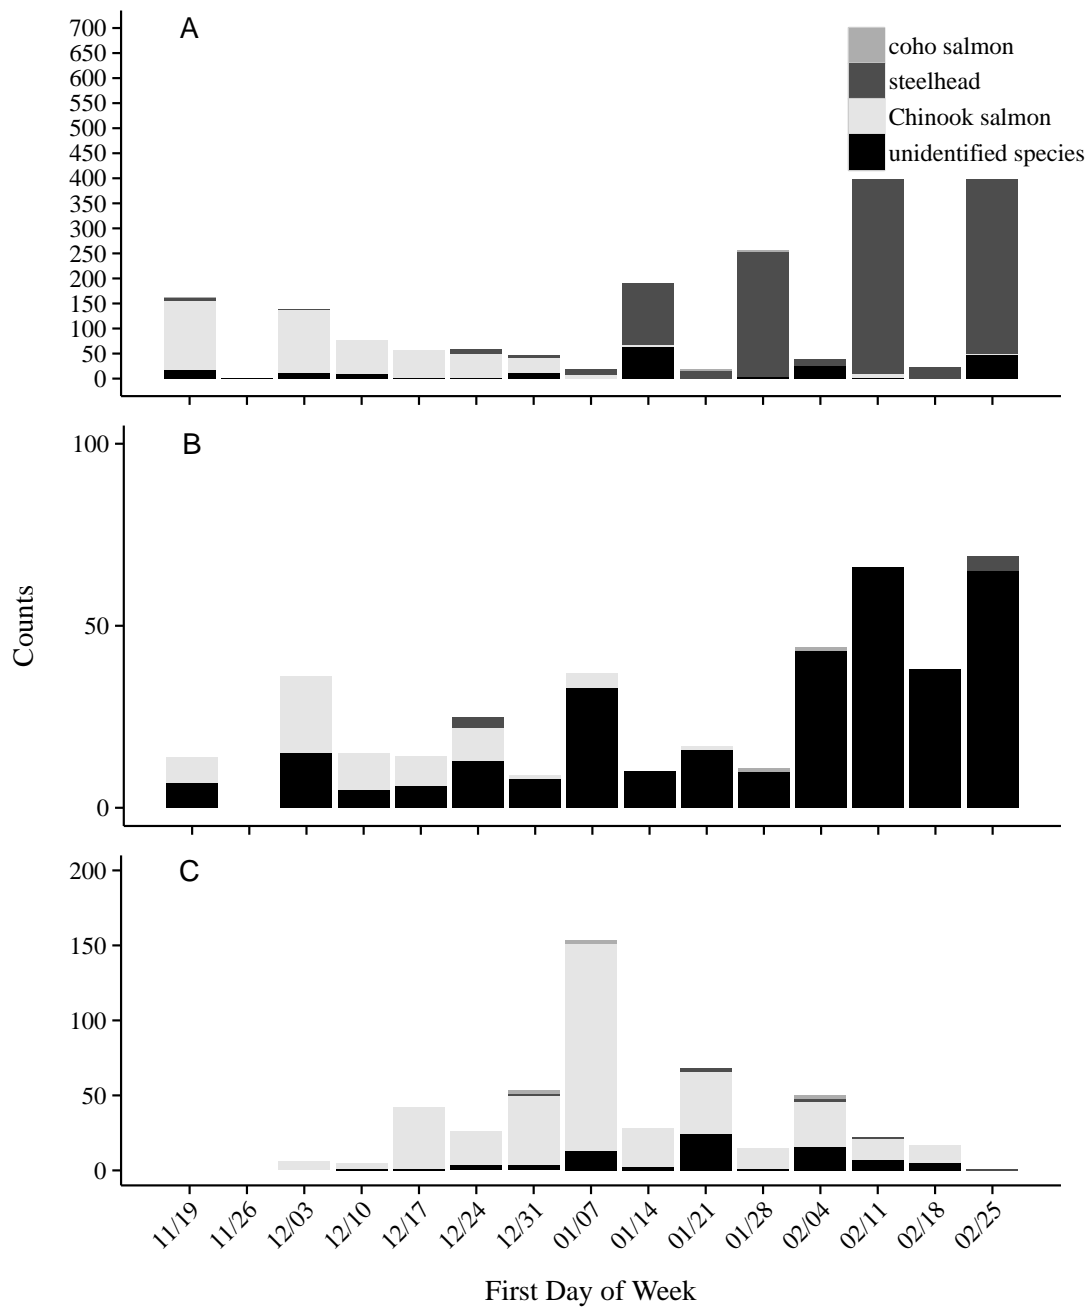 A
700
650
600
550
500
450
400
350
300
250
200
150
100
50
0
coho salmon
steelhead
Chinook salmon
unidentified species
B
100
50
0
Counts
C
200
150
100
50
0
11/19 11/26 12/03 12/10 12/17 12/24 12/31 01/07 01/14 01/21 01/28 02/04 02/11 02/18 02/25
First Day of Week